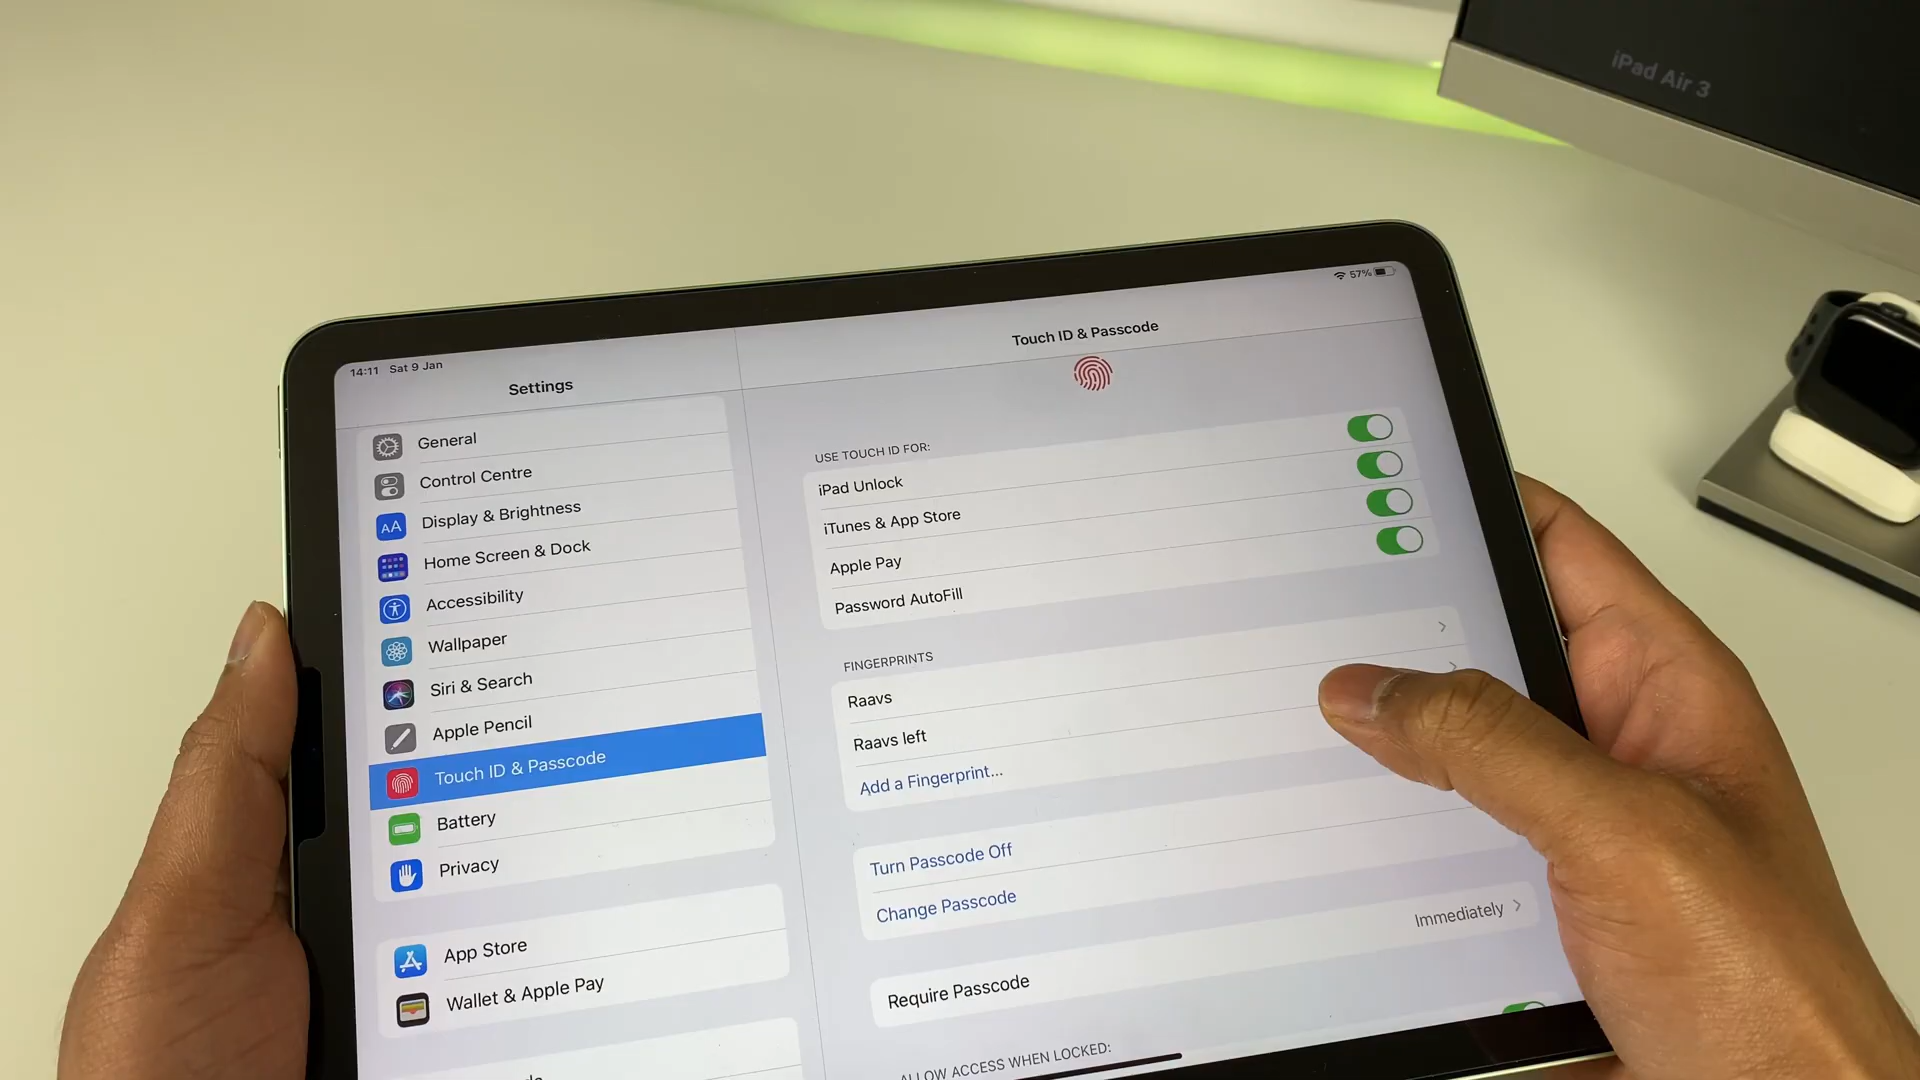 iPad Air 3
57%
14:11 Sat 9 Jan
Settings
Touch ID & Passcode
General
Control Centre
AA
Display & Brightness
Home Screen & Dock
Accessibility
Wallpaper
Siri & Search
Apple Pencil
Touch ID & Passcode
Battery
Privacy
App Store
Wallet & Apple Pay
USE TOUCH ID FOR:
iPad Unlock
iTunes & App Store
Apple Pay
Password AutoFill
FINGERPRINTS
Raavs
Raavs left
Add a Fingerprint...
Turn Passcode Off
Change Passcode
Require Passcode
Immediately
ALLOW ACCESS WHEN LOCKED: